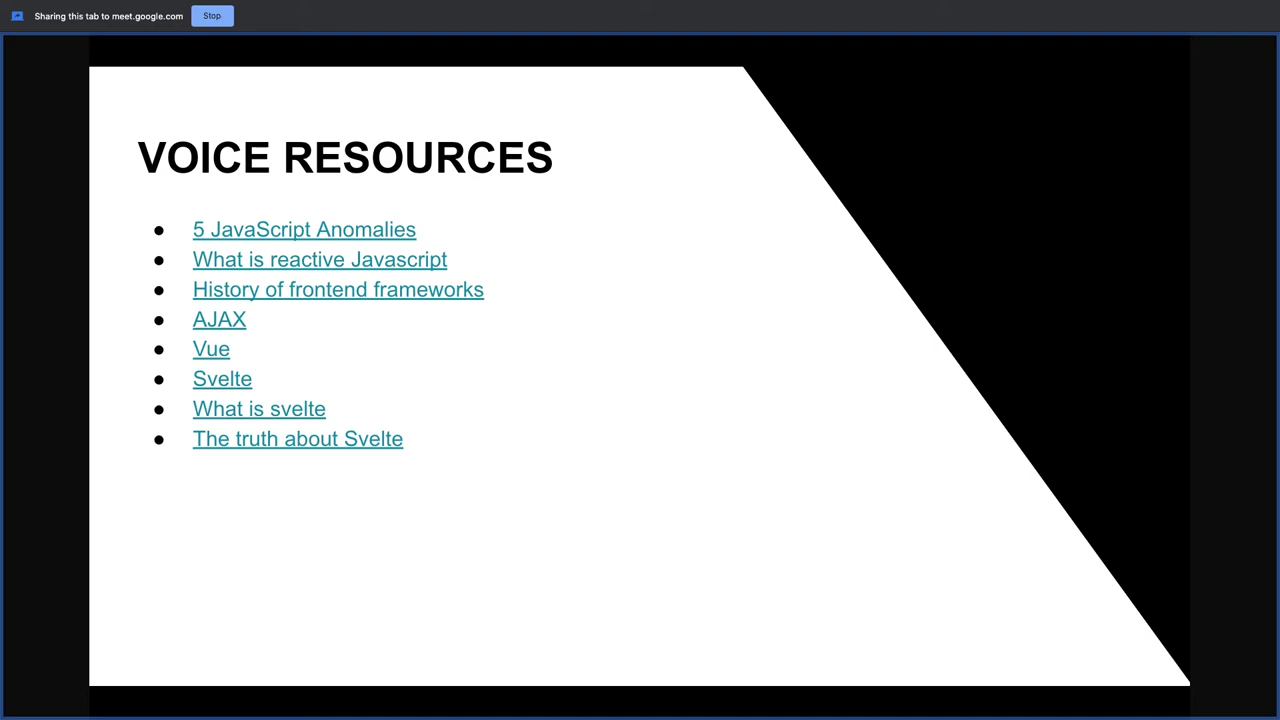 Sharing this tab to meet.google.com Stop
VOICE RESOURCES
● 5 JavaScript Anomalies
● What is reactive Javascript
● History of frontend frameworks
● AJAX
● Vue
● Svelte
● What is svelte
● The truth about Svelte